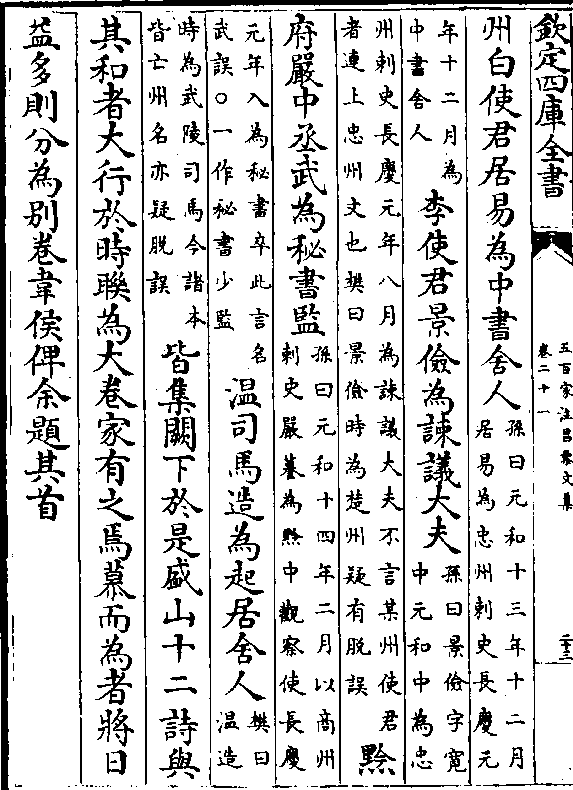 欽定四庫全書
五百家注昌黎文集
卷二十一
二十三
州白使君居易為中書舍人孫曰元和十三年十二月
居易為忠州刺史長慶元
年十二月為
中書舍人
李使君景儉為諫議大夫孫曰景儉字寛
中元和中為忠
州刺史長慶元年八月為諫議大夫不言某州使君
者連上忠州文也樊曰景儉時為楚州疑有脱誤
黔
府嚴中丞武為秘書監孫曰元和十四年二月以商州
刺史嚴謩為黔中觀察使長慶
元年入為秘書卒此言名
武誤○一作秘書少監
温司馬造為起居舍人樊曰
温造
時為武陵司馬今諸本
皆亡州名亦疑脱誤
皆集闕下於是盛山十二詩與
其和者大行於時聯為大卷家有之焉慕而為者將日
益多則分為别卷韋侯俾余題其首